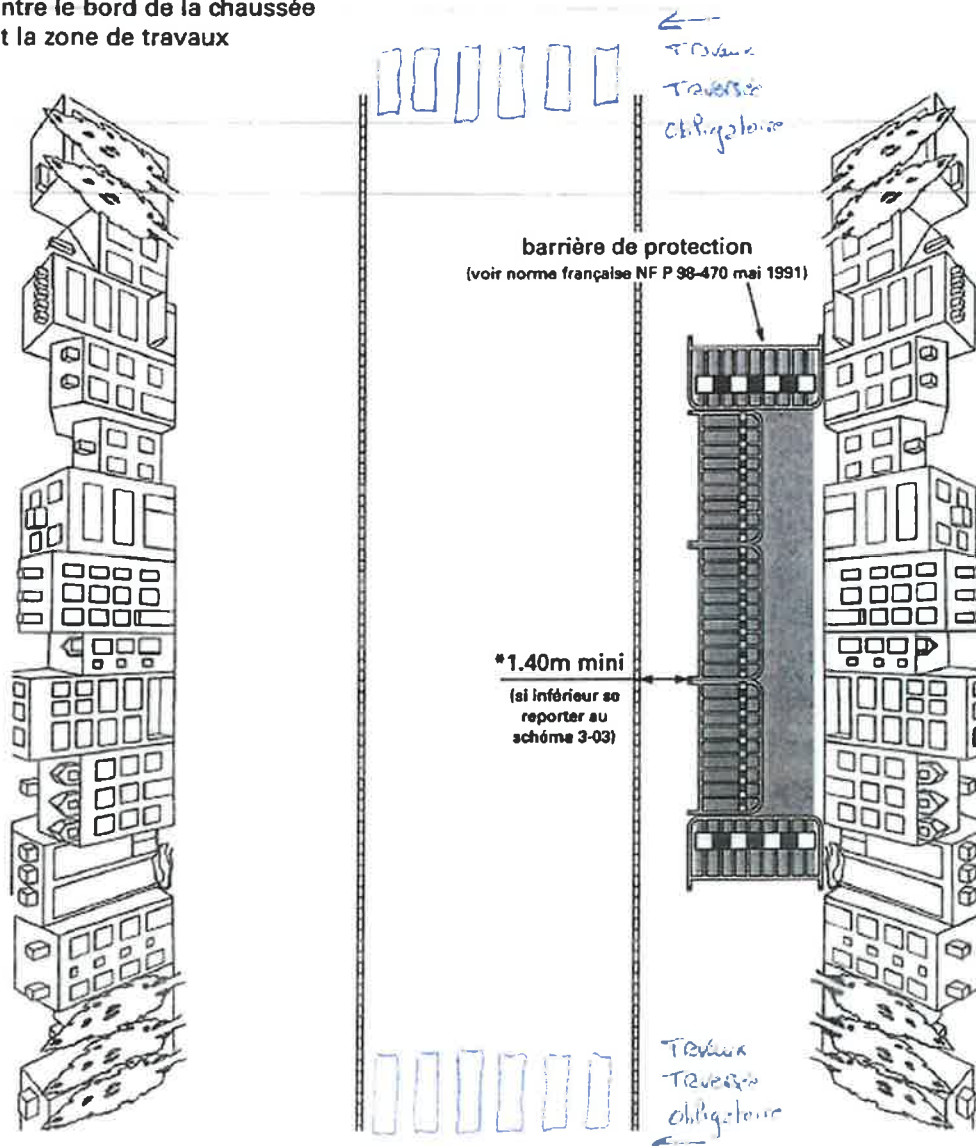 ntre le bord de la chaussée
t la zone de travaux
←
Travaux
Traversée
obligatoire
barrière de protection
(voir norme française NF P 98-470 mai 1991)
*1.40m mini
(si inférieur se
reporter au
schéma 3-03)
Travaux
Traversée
obligatoire
←